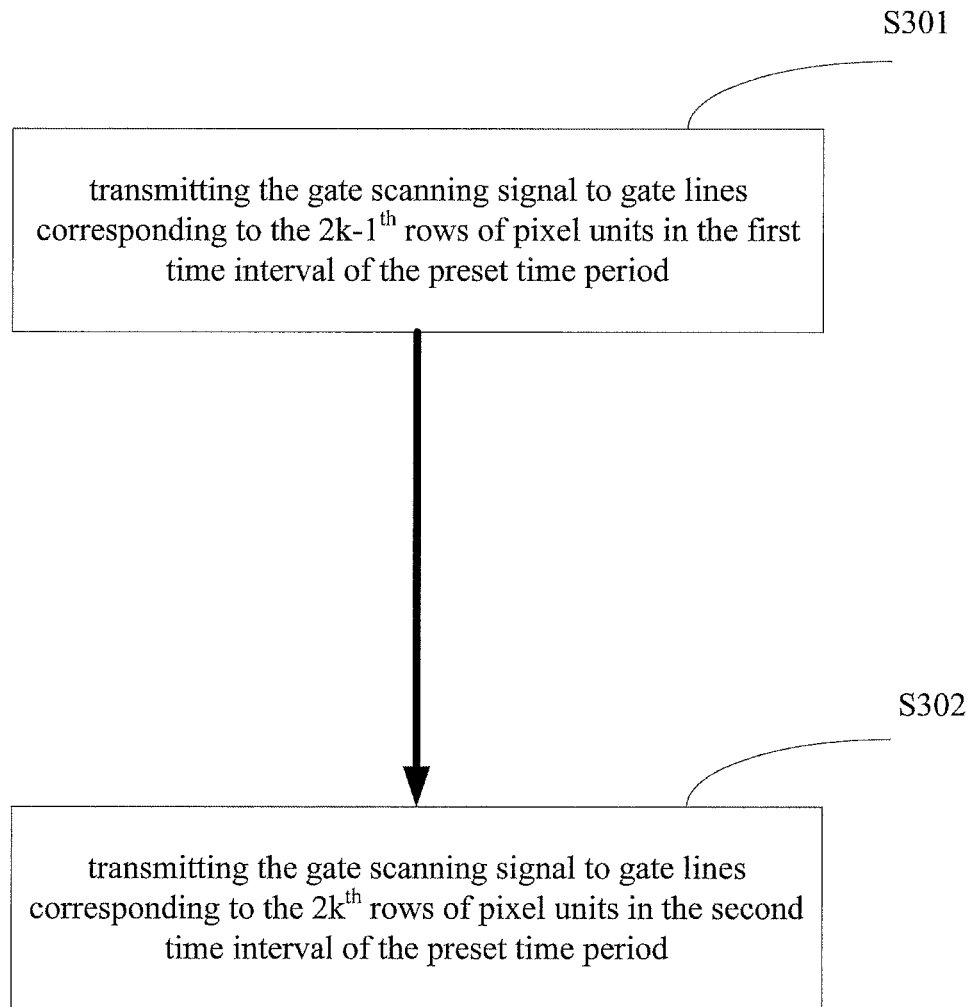 S301
transmitting the gate scanning signal to gate lines
corresponding to the 2k-1th rows of pixel units in the first
time interval of the preset time period
S302
transmitting the gate scanning signal to gate lines
corresponding to the 2kth rows of pixel units in the second
time interval of the preset time period